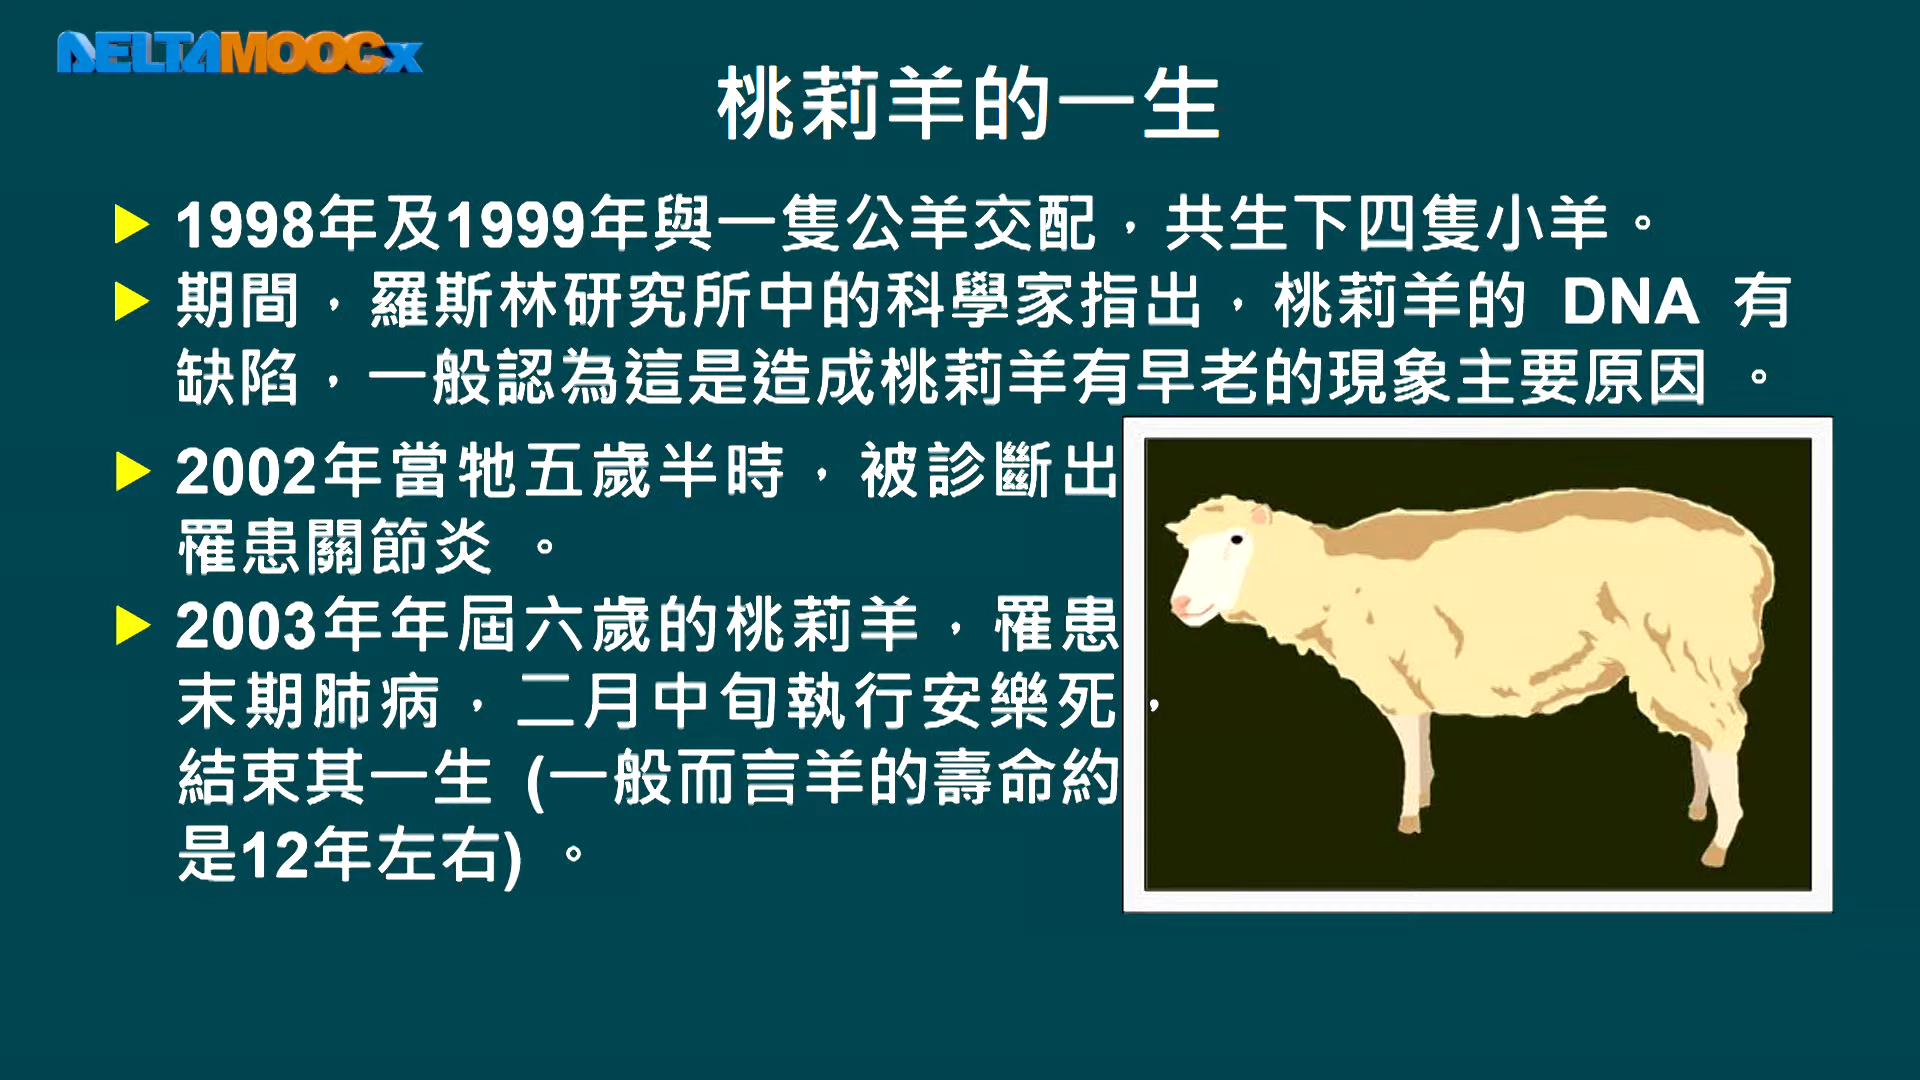 DELTAMOOCx
桃莉羊的一生
1998年及1999年與一隻公羊交配，共生下四隻小羊。
期間，羅斯林研究所中的科學家指出，桃莉羊的 DNA 有
缺陷，一般認為這是造成桃莉羊有早老的現象主要原因 。
2002年當牠五歲半時，被診斷出
罹患關節炎 。
2003年年屆六歲的桃莉羊，罹患
末期肺病，二月中旬執行安樂死，
結束其一生 (一般而言羊的壽命約
是12年左右) 。